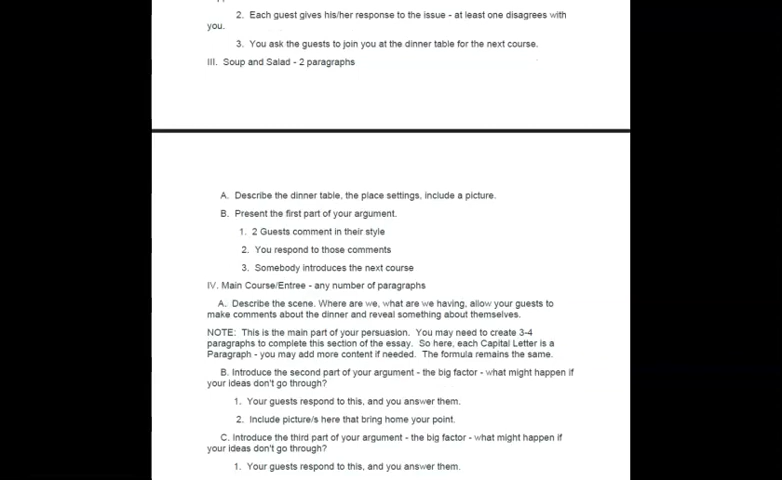 2. Each guest gives his/her response to the issue - at least one disagrees with
you.
3. You ask the guests to join you at the dinner table for the next course.
III. Soup and Salad - 2 paragraphs
A. Describe the dinner table, the place settings, include a picture.
B. Present the first part of your argument.
1. 2 Guests comment in their style
2. You respond to those comments
3. Somebody introduces the next course
IV. Main Course/Entree - any number of paragraphs
A. Describe the scene. Where are we, what are we having, allow your guests to
make comments about the dinner and reveal something about themselves.
NOTE: This is the main part of your persuasion. You may need to create 3-4
paragraphs to complete this section of the essay. So here, each Capital Letter is a
Paragraph - you may add more content if needed. The formula remains the same.
B. Introduce the second part of your argument - the big factor - what might happen if
your ideas don't go through?
1. Your guests respond to this, and you answer them.
2. Include picture/s here that bring home your point.
C. Introduce the third part of your argument - the big factor - what might happen if
your ideas don't go through?
1. Your guests respond to this, and you answer them.